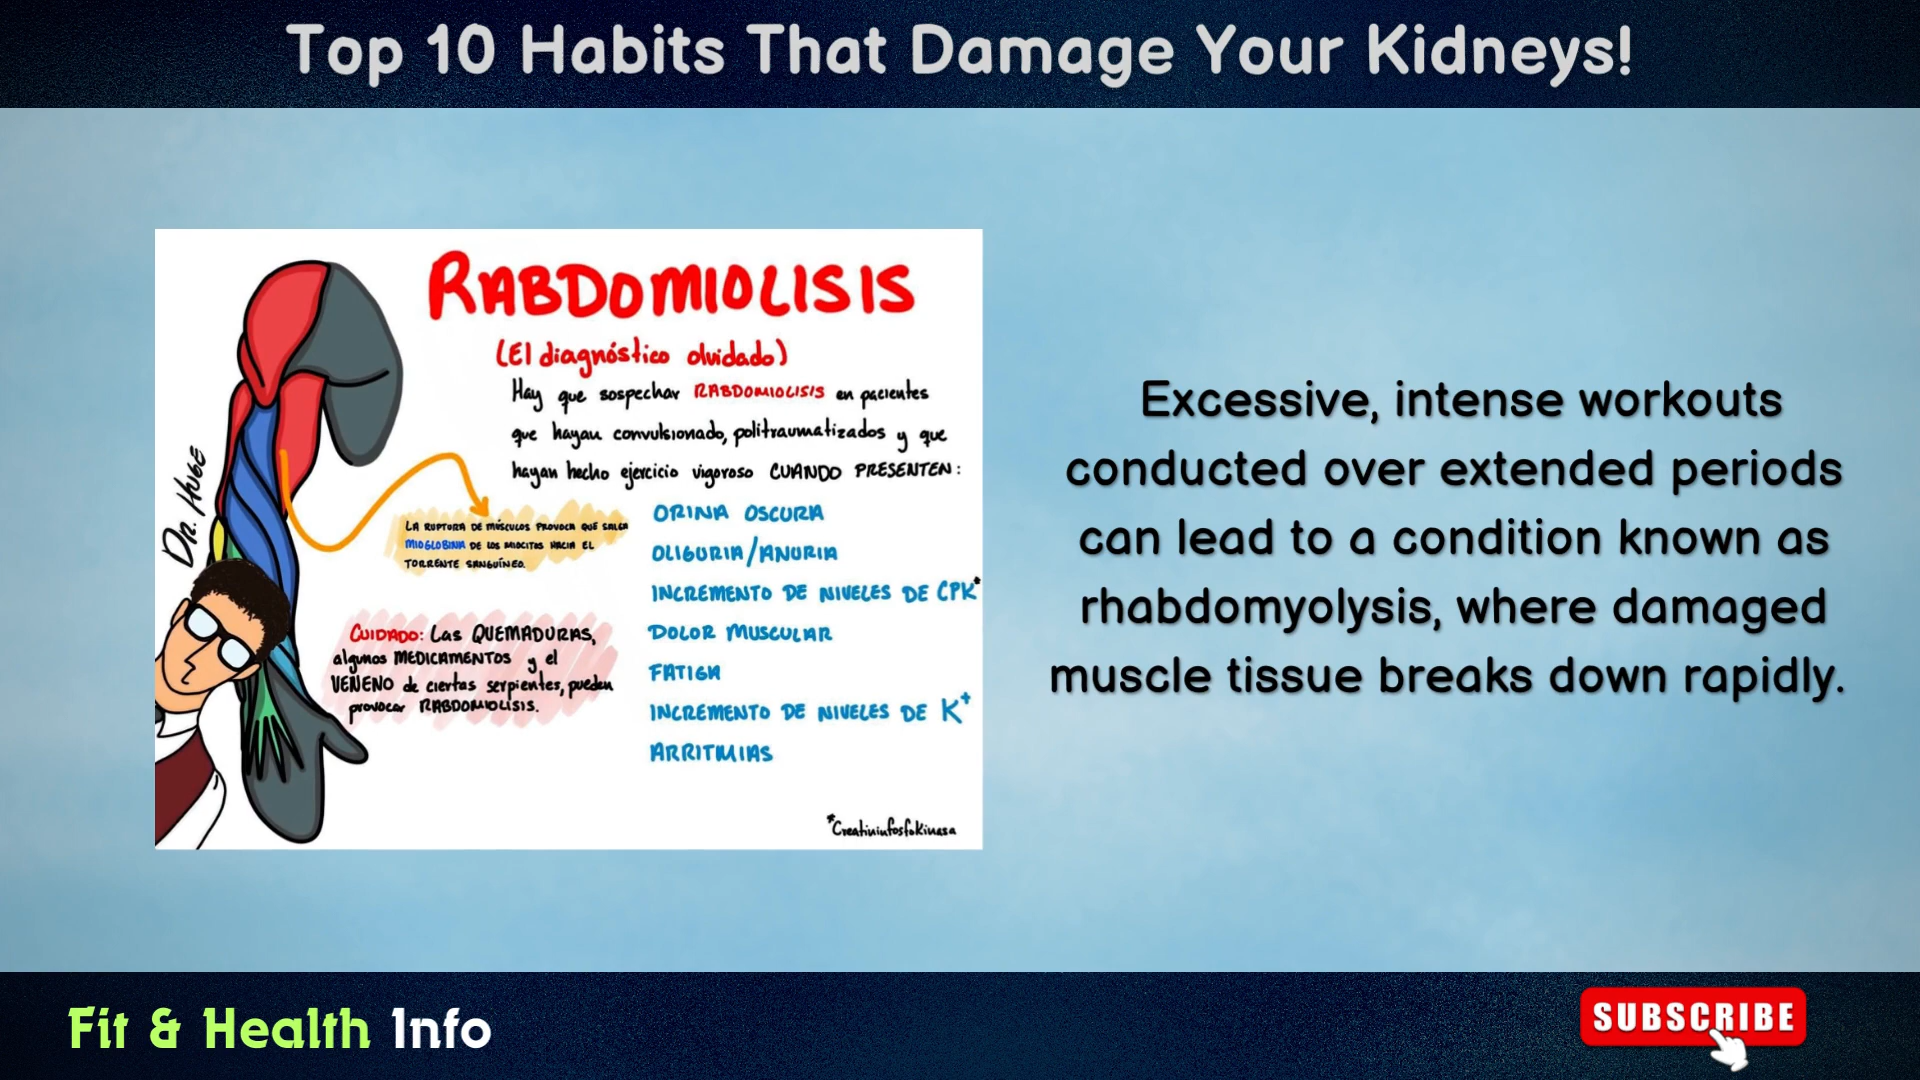 Top 10 Habits That Damage Your Kidneys!
RABDOMIOLISIS
(El diagnóstico olvidado)
Hay que sospechar RABDOMIOLISIS en pacientes
que hayan convulsionado, politraumatizados y que
hayan hecho ejercicio vigoroso CUANDO PRESENTEN:
DR. HUGE
LA RUPTURA DE MÚSCULOS PROVOCA QUE SALGA
MIOGLOBINA DE LOS MIOCITOS HACIA EL
TORRENTE SANGUÍNEO.
CUIDADO: Las QUEMADURAS,
algunos MEDICAMENTOS y el
VENENO de ciertas serpientes, pueden
provocar RABDOMIOLISIS.
ORINA OSCURA
OLIGURIA/ANURIA
INCREMENTO DE NIVELES DE CPK*
DOLOR MUSCULAR
FATIGA
INCREMENTO DE NIVELES DE K+
ARRITMIAS
*Creatininfosfokinasa
Excessive, intense workouts
conducted over extended periods
can lead to a condition known as
rhabdomyolysis, where damaged
muscle tissue breaks down rapidly.
Fit & Health Info
SUBSCRIBE